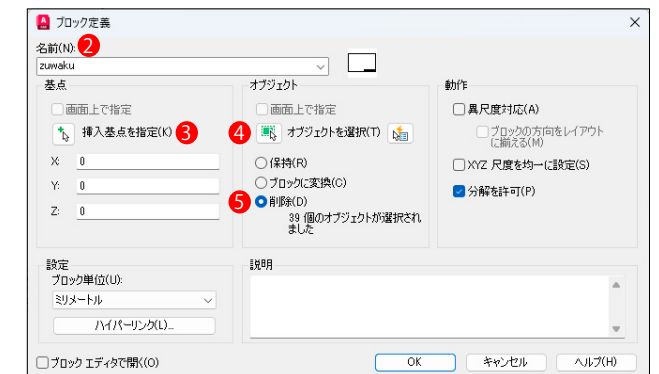 ブロック定義
名前(N): 2
zuwaku
基点
画面上で指定
挿入基点を指定(K) 3
X: 0
Y: 0
Z: 0
オブジェクト
画面上で指定
4 オブジェクトを選択(T)
保持(R)
ブロックに変換(C)
5 削除(D)
39 個のオブジェクトが選択され
ました
動作
異尺度対応(A)
ブロックの方向をレイアウト
に揃える(M)
XYZ 尺度を均一に設定(S)
分解を許可(P)
設定
ブロック単位(U):
ミリメートル
ハイパーリンク(L)...
説明
ブロック エディタで開く(O)
OK
キャンセル
ヘルプ(H)